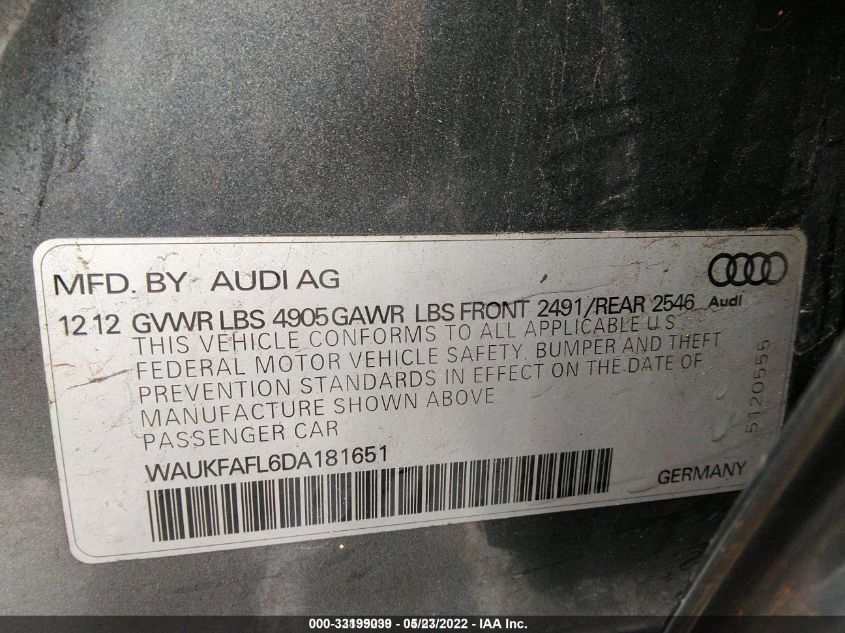 MFD. BY AUDI AG
Audi
12 12 GVWR LBS 4905 GAWR LBS FRONT 2491/REAR 2546
THIS VEHICLE CONFORMS TO ALL APPLICABLE U S
FEDERAL MOTOR VEHICLE SAFETY, BUMPER AND THEFT
PREVENTION STANDARDS IN EFFECT ON THE DATE OF
MANUFACTURE SHOWN ABOVE
PASSENGER CAR
5120555
WAUKFAFL6DA181651
GERMANY
000-33199039 - 05/23/2022 - IAA Inc.